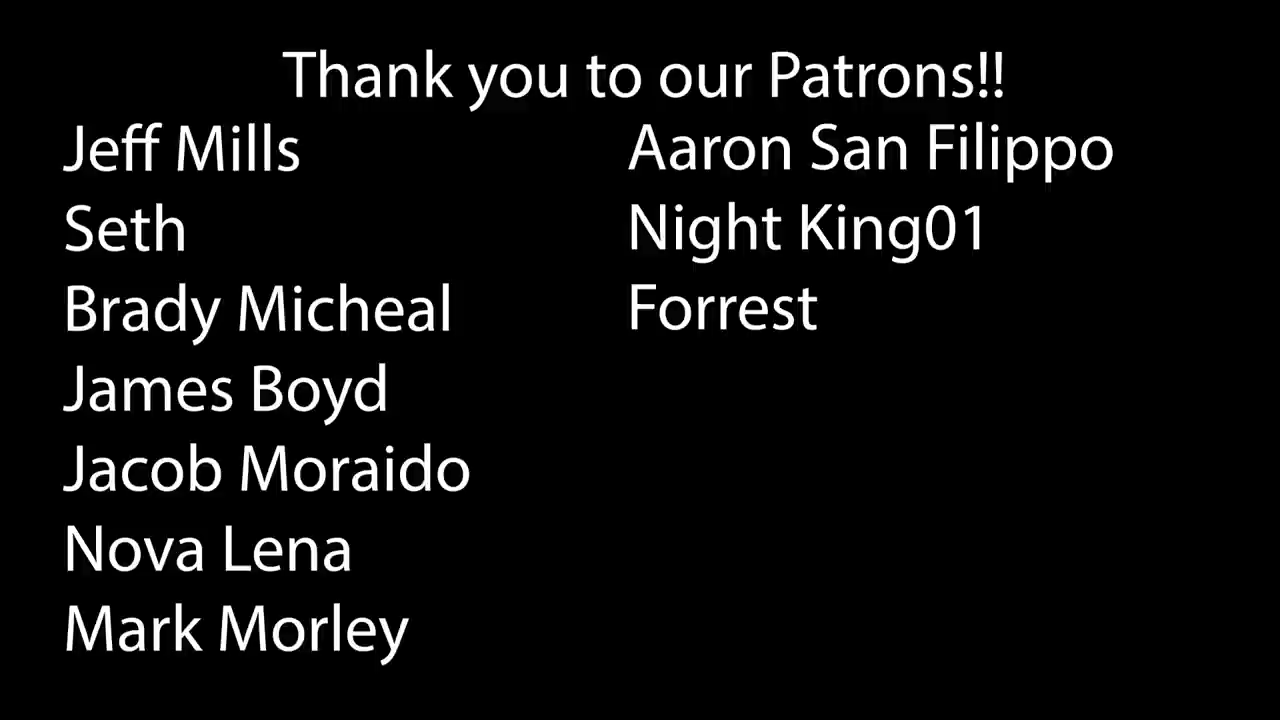 Thank you to our Patrons!!
Jeff Mills
Seth
Brady Micheal
James Boyd
Jacob Moraido
Nova Lena
Mark Morley
Aaron San Filippo
Night King01
Forrest